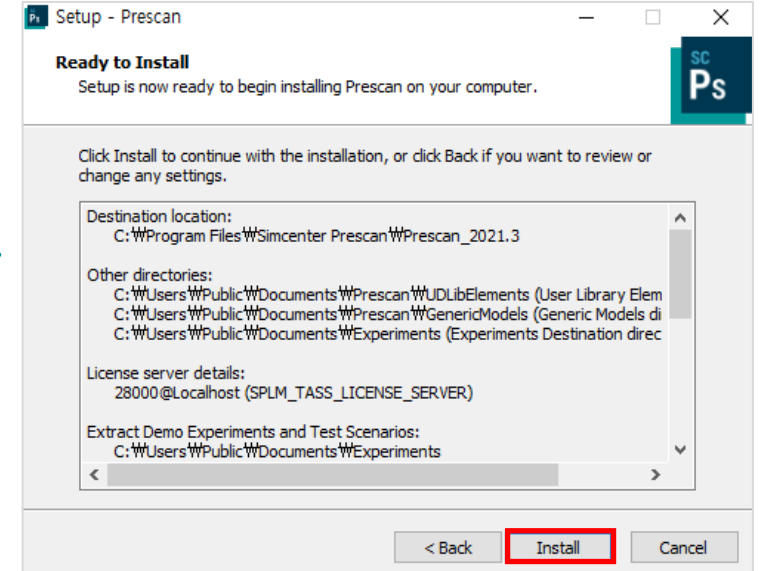 Ps Setup - Prescan
Ready to Install
Setup is now ready to begin installing Prescan on your computer.
SC
Ps
Click Install to continue with the installation, or click Back if you want to review or
change any settings.
Destination location:
C:₩Program Files₩Simcenter Prescan₩Prescan_2021.3
Other directories:
C:₩Users₩Public₩Documents₩Prescan₩UDLibElements (User Library Elem
C:₩Users₩Public₩Documents₩Prescan₩GenericModels (Generic Models di
C:₩Users₩Public₩Documents₩Experiments (Experiments Destination direc
License server details:
28000@Localhost (SPLM_TASS_LICENSE_SERVER)
Extract Demo Experiments and Test Scenarios:
C:₩Users₩Public₩Documents₩Experiments
< Back Install Cancel